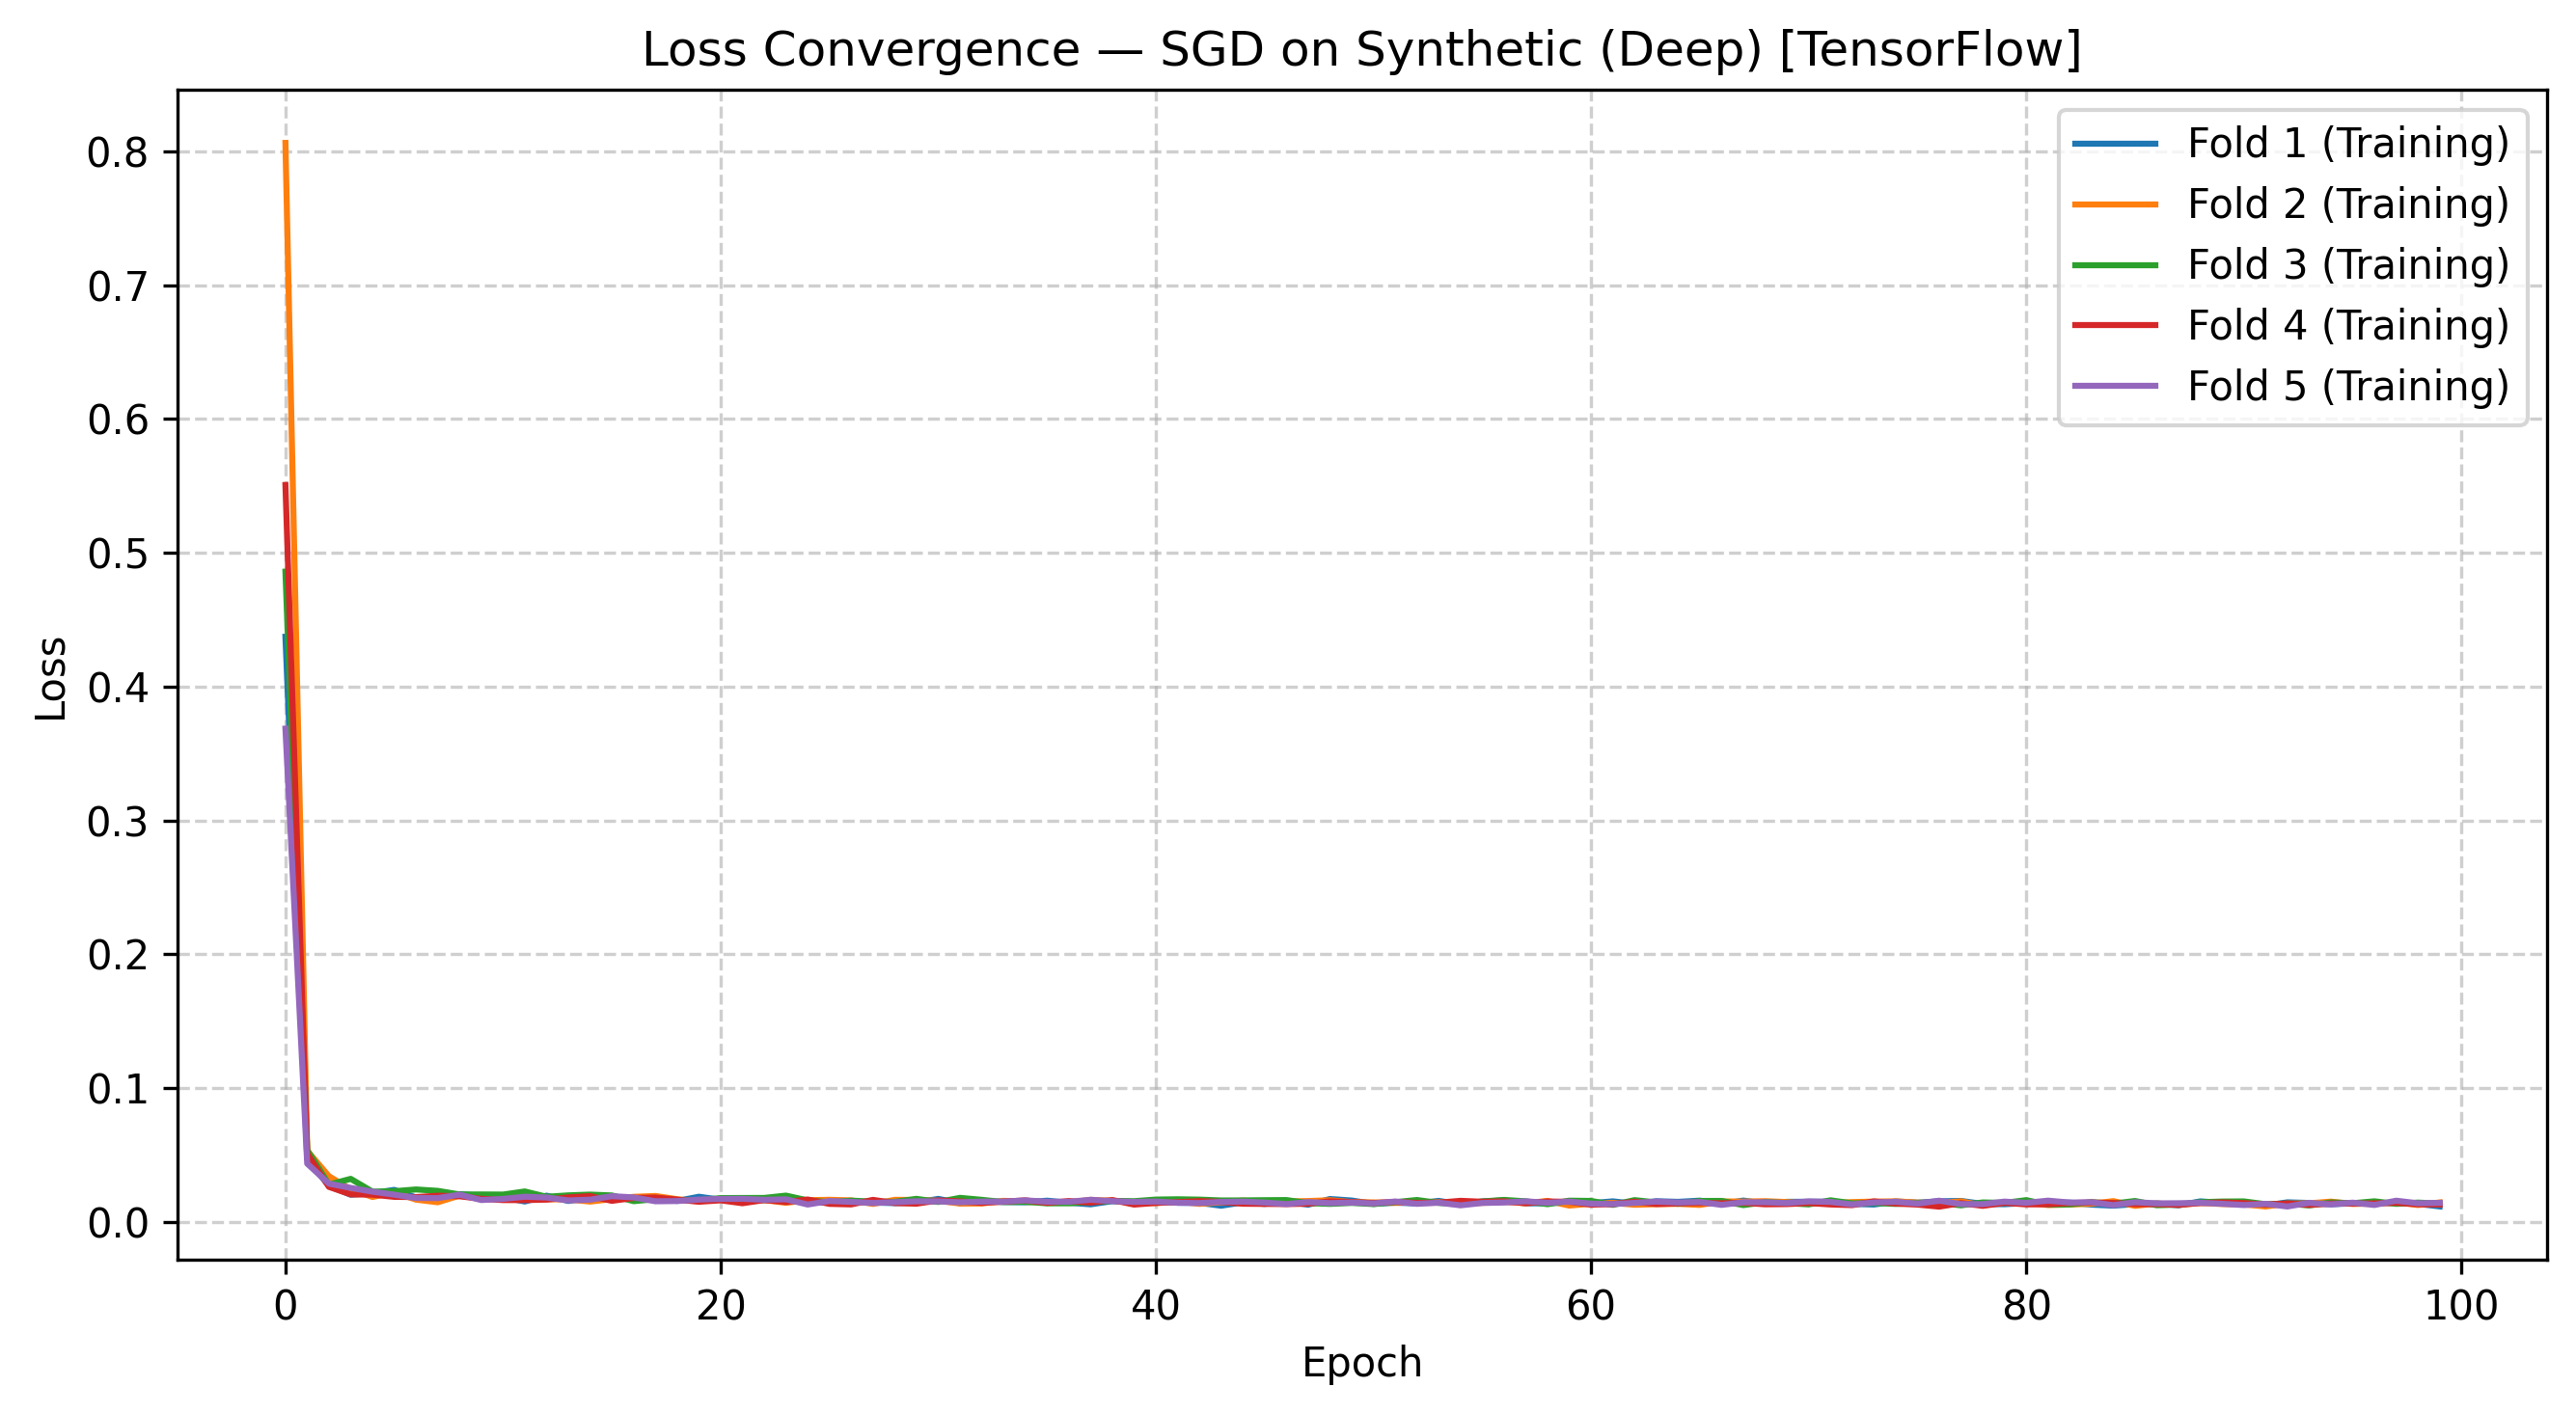 Loss Convergence — SGD on Synthetic (Deep) [TensorFlow]
Fold 1 (Training)
Fold 2 (Training)
Fold 3 (Training)
Fold 4 (Training)
Fold 5 (Training)
Loss
0.8
0.7
0.6
0.5
0.4
0.3
0.2
0.1
0.0
0 20 40 60 80 100
Epoch